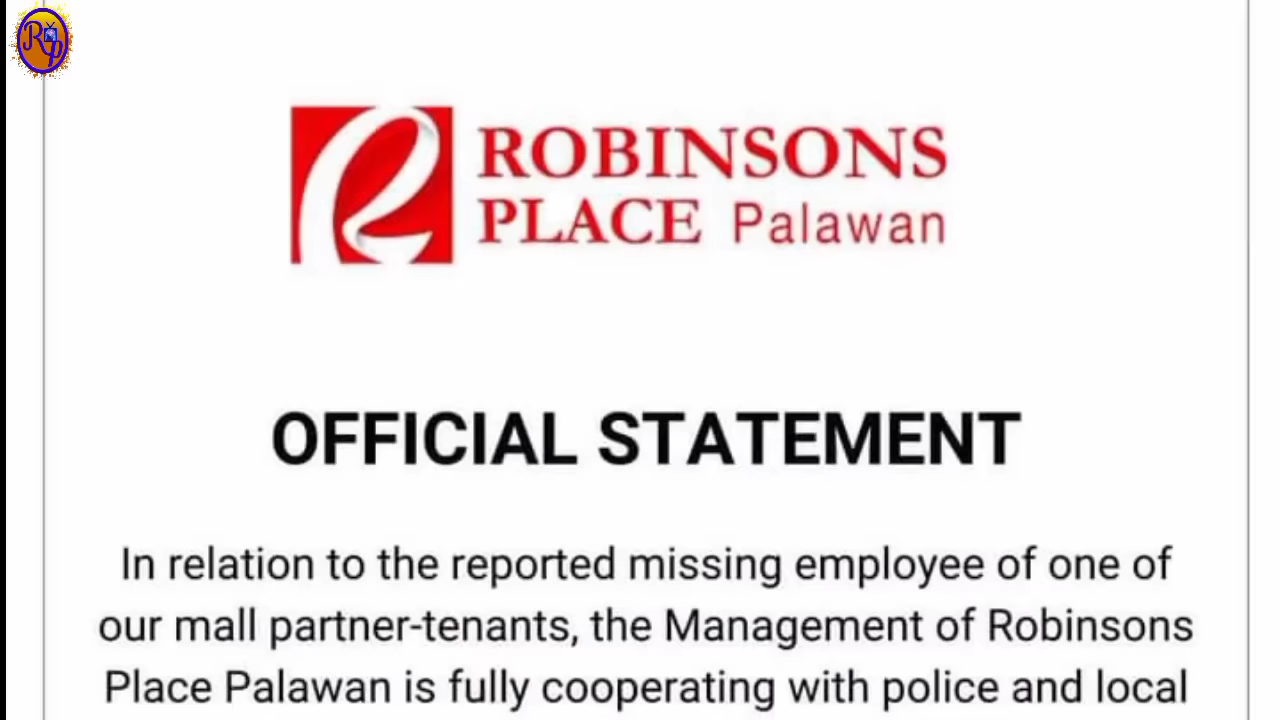 Rp
ROBINSONS
PLACE Palawan
OFFICIAL STATEMENT
In relation to the reported missing employee of one of
our mall partner-tenants, the Management of Robinsons
Place Palawan is fully cooperating with police and local